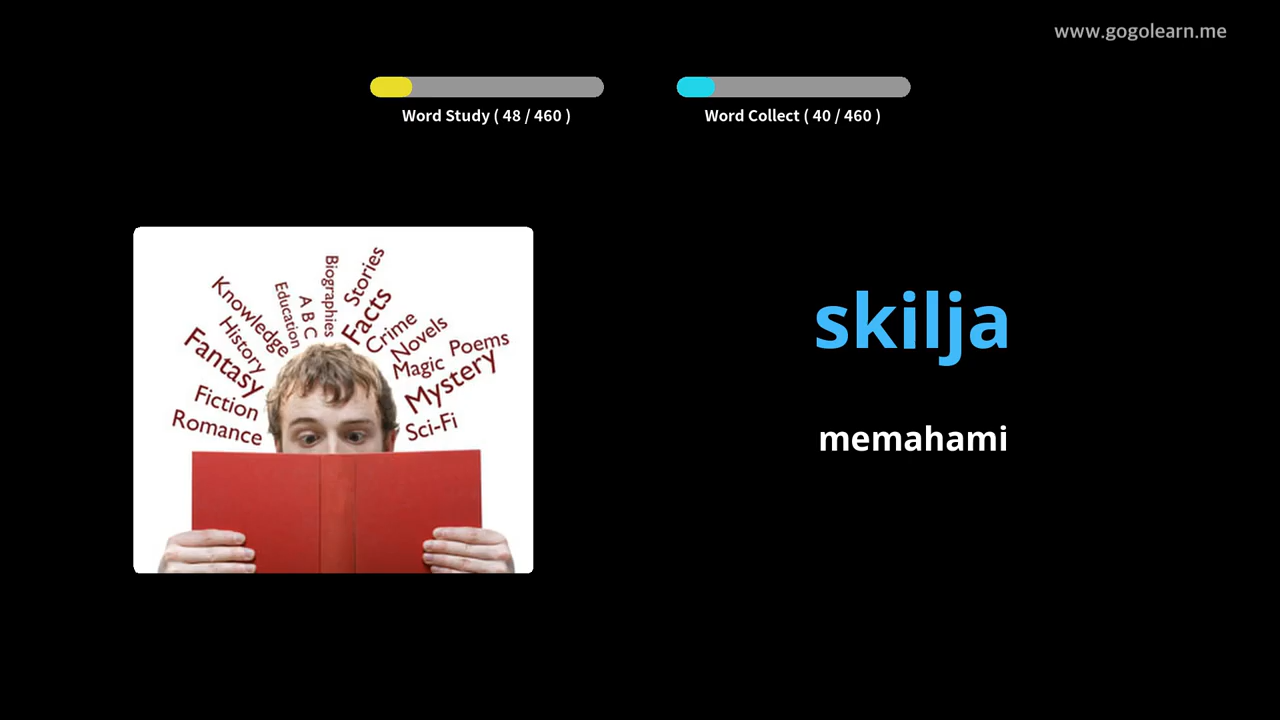 www.gogolearn.me
Word Study ( 48 / 460 )
Word Collect ( 40 / 460 )
Knowledge
History
Fantasy
Fiction
Romance
Education
A B C
Biographies
Stories
Facts
Crime
Novels
Magic
Poems
Mystery
Sci-Fi
skilja
memahami